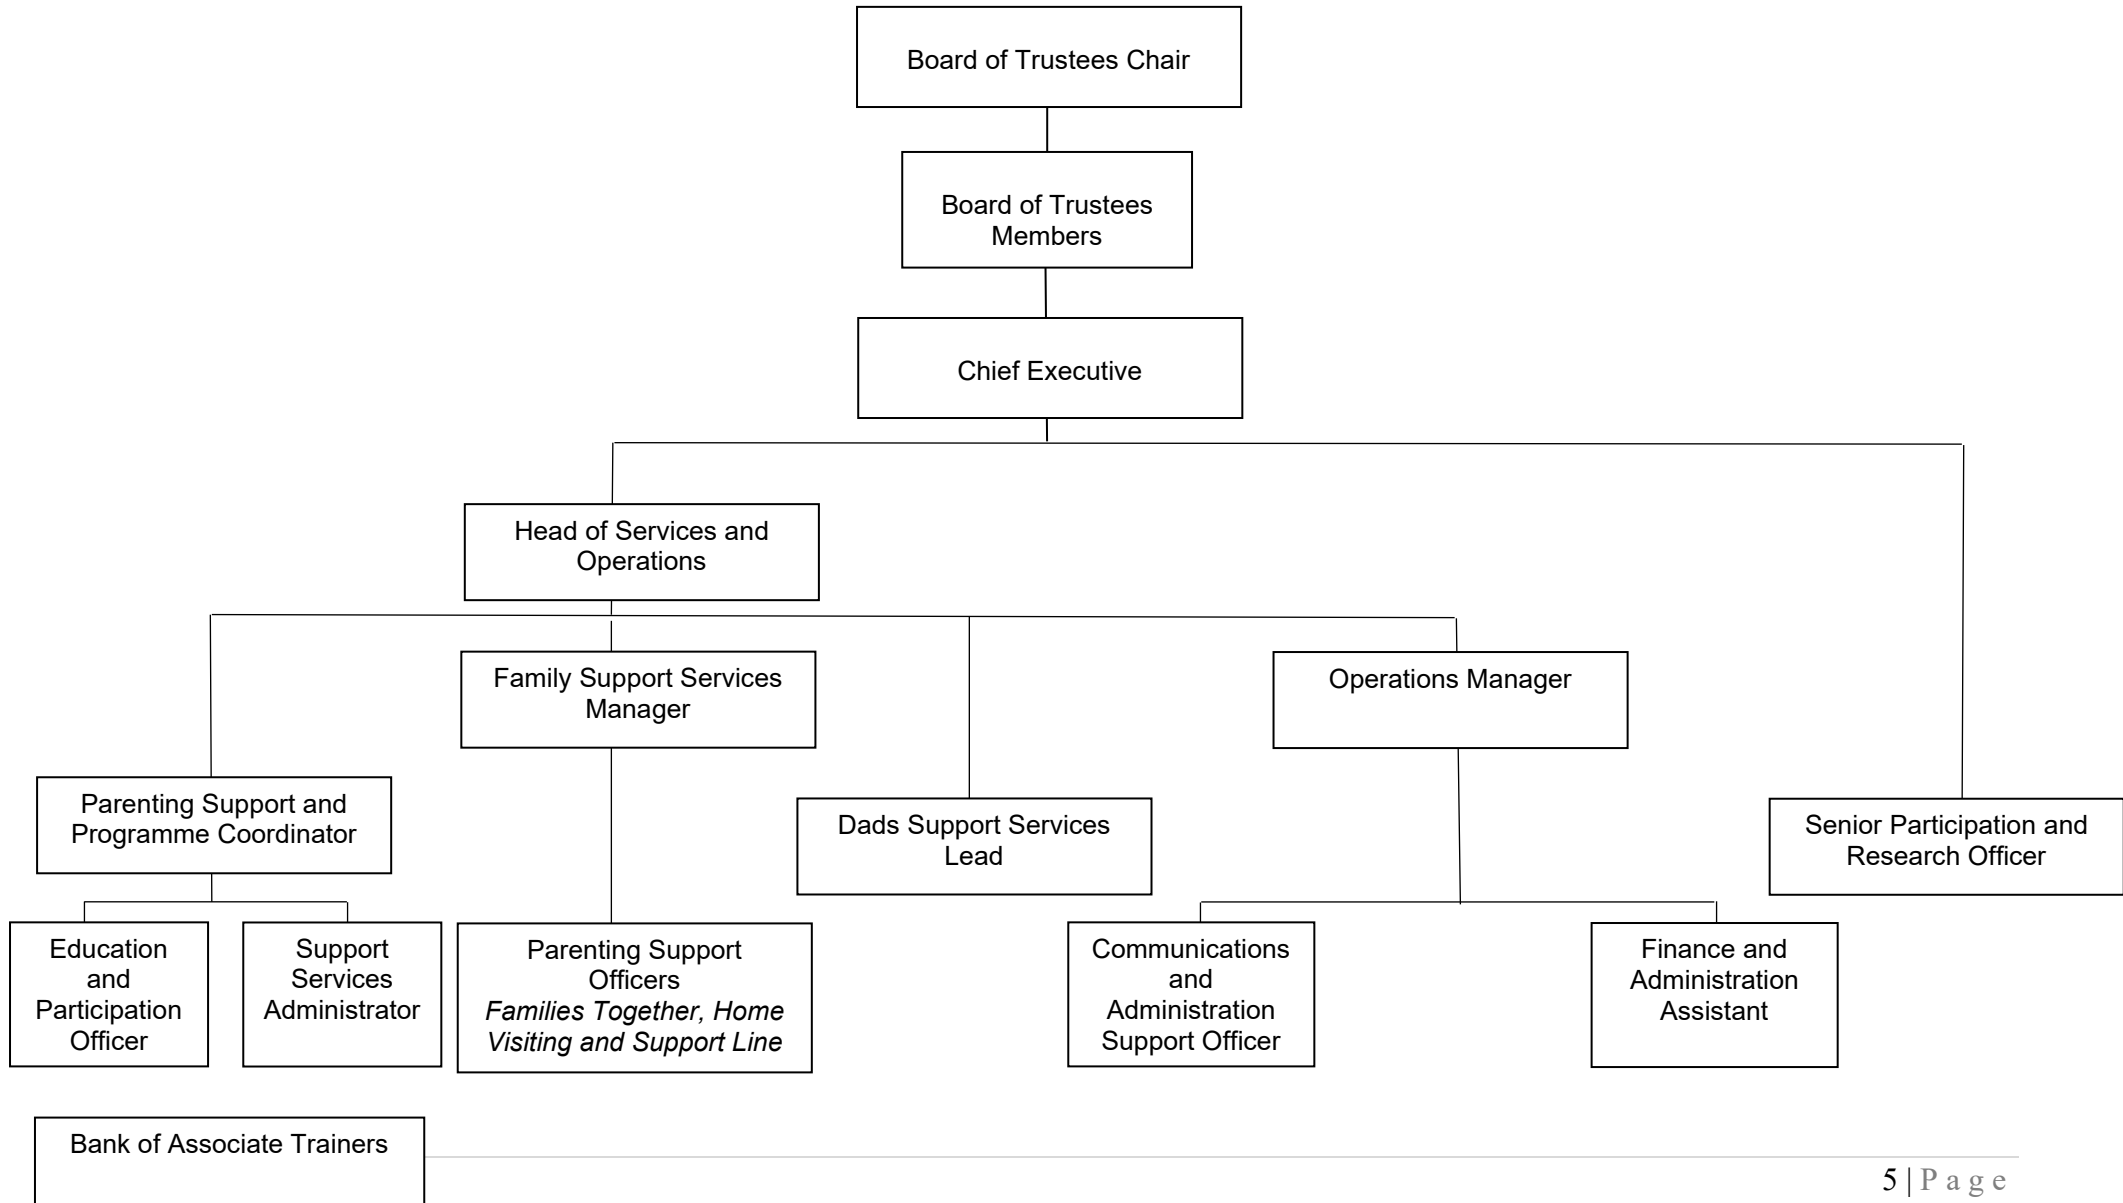 Board of Trustees Chair
Board of Trustees
Members
Chief Executive
Head of Services and
Operations
Family Support Services
Manager
Operations Manager
Parenting Support and
Programme Coordinator
Dads Support Services
Lead
Senior Participation and
Research Officer
Education
and
Participation
Officer
Support
Services
Administrator
Parenting Support
Officers
Families Together, Home
Visiting and Support Line
Communications
and
Administration
Support Officer
Finance and
Administration
Assistant
Bank of Associate Trainers
5 | P a g e